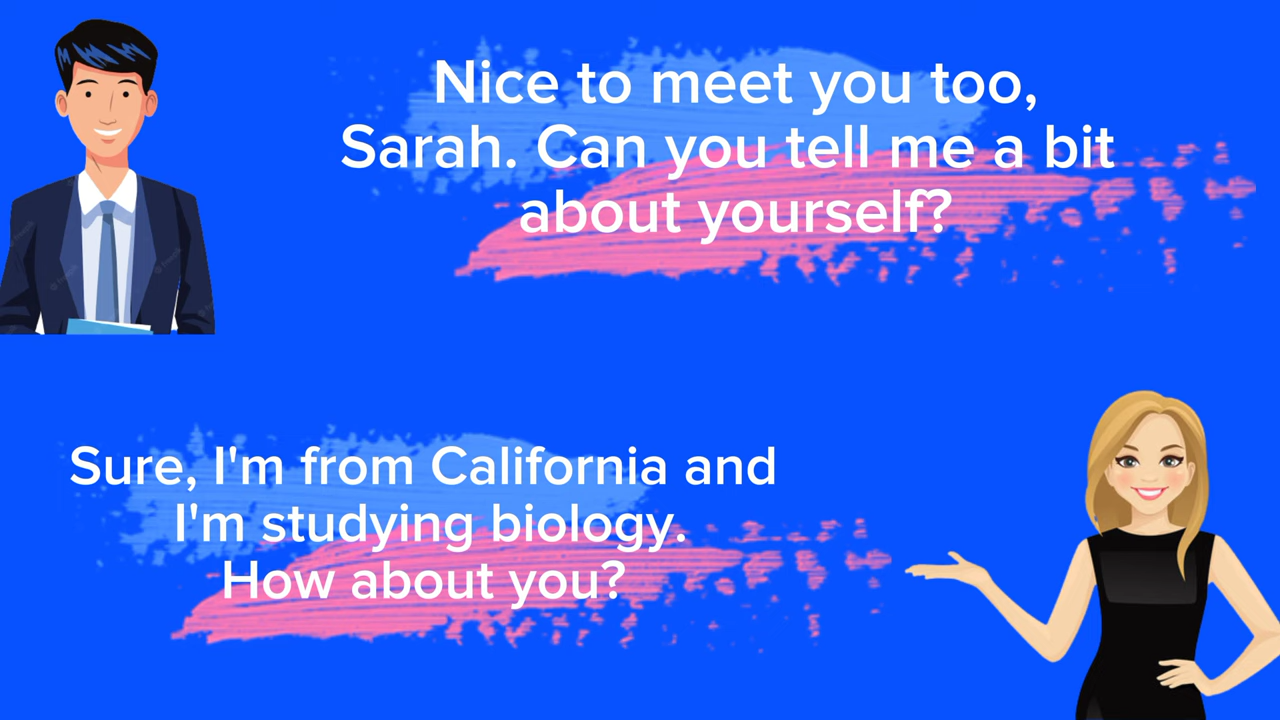 Nice to meet you too,
Sarah. Can you tell me a bit
about yourself?
Sure, I'm from California and
I'm studying biology.
How about you?